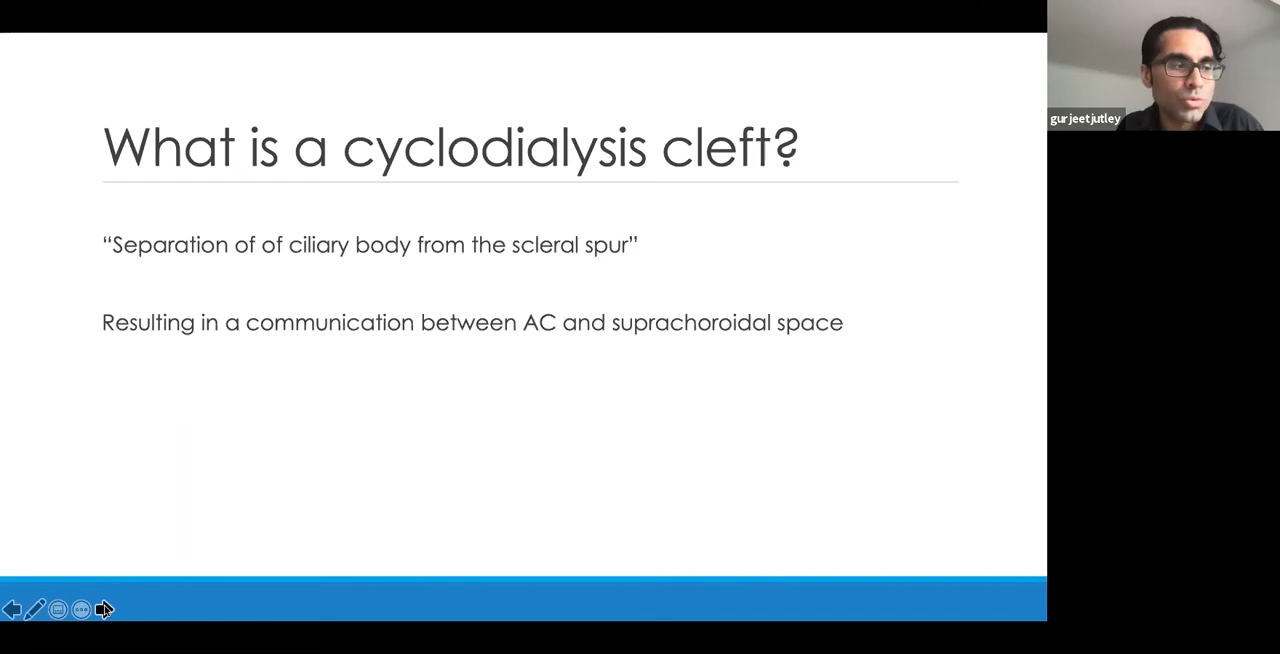 What is a cyclodialysis cleft?
“Separation of of ciliary body from the scleral spur”
Resulting in a communication between AC and suprachoroidal space
gurjeetjutley